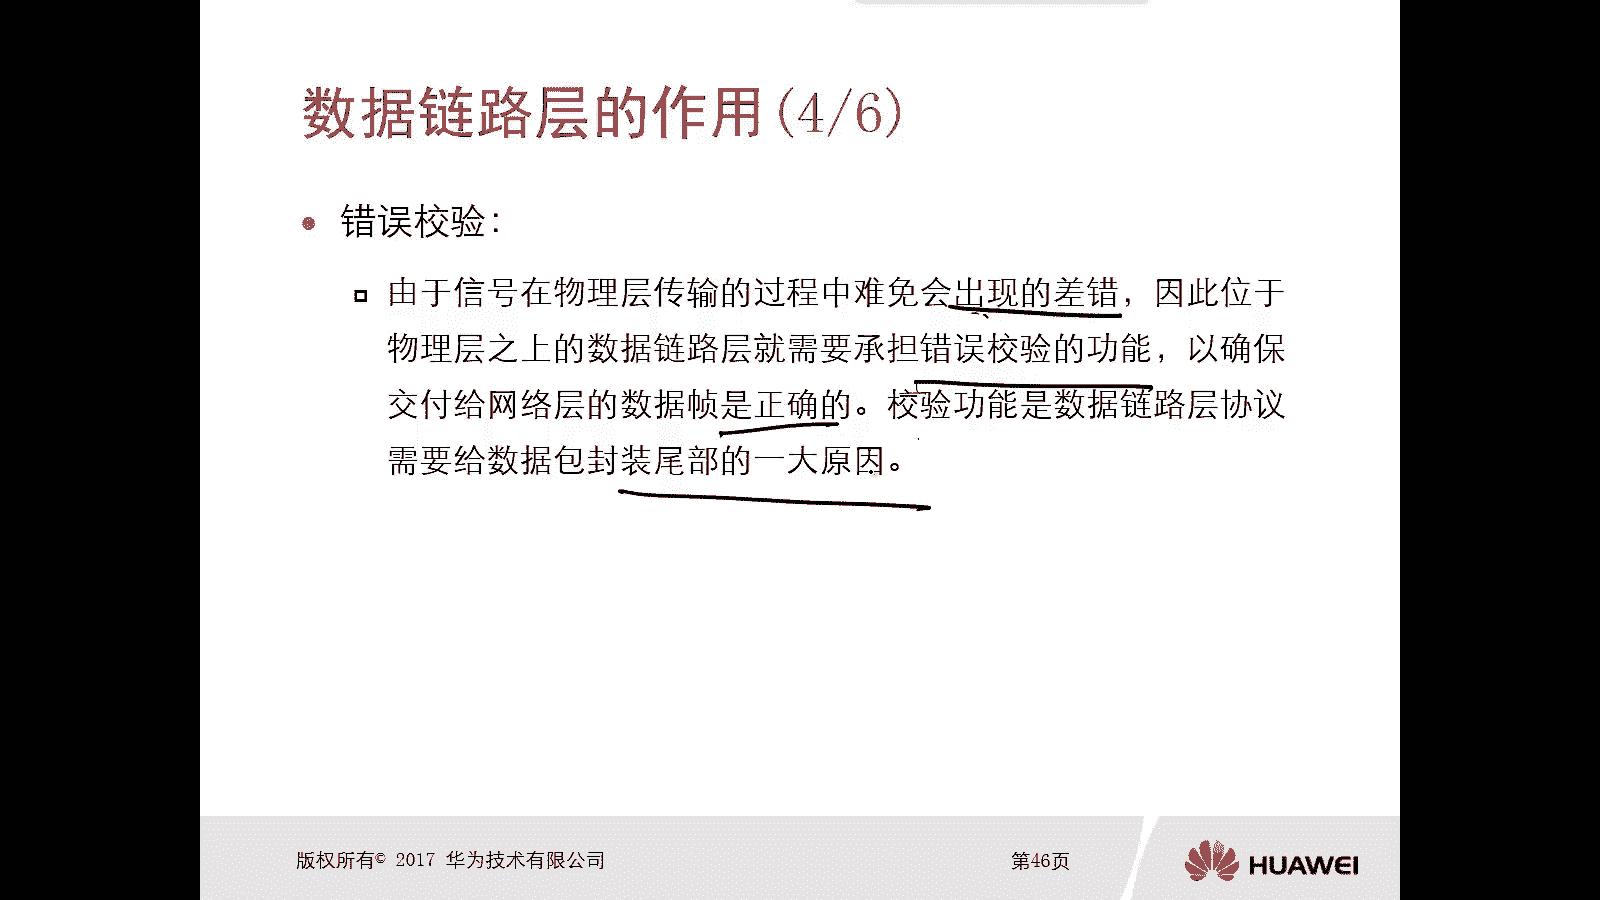 数据链路层的作用(4/6)
错误校验：
由于信号在物理层传输的过程中难免会出现的差错，因此位于
物理层之上的数据链路层就需要承担错误校验的功能，以确保
交付给网络层的数据帧是正确的。校验功能是数据链路层协议
需要给数据包封装尾部的一大原因。
版权所有© 2017 华为技术有限公司
第46页
HUAWEI